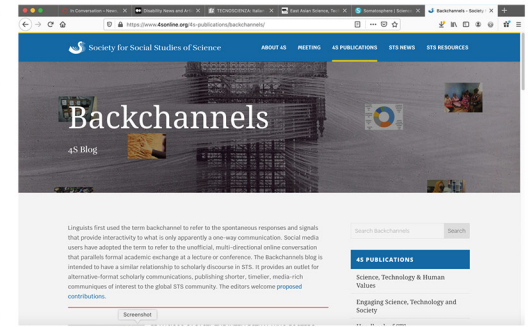 In Conversation – New
Disability News and Art
TECNOSCIENZA: Italian
East Asian Science, Tec
Somatosphere | Science
Backchannels – Society
https://www.4sonline.org/4s-publications/backchannels/
Society for Social Studies of Science
ABOUT 4S
MEETING
4S PUBLICATIONS
STS NEWS
STS RESOURCES
Backchannels
4S Blog
Linguists first used the term backchannel to refer to the spontaneous responses and signals
that provide interactivity to what is only apparently a one-way communication. Social media
users have adopted the term to refer to the unofficial, multi-directional online conversation
that parallels formal academic exchange at a lecture or conference. The Backchannels blog is
intended to have a similar relationship to scholarly discourse in STS. It provides an outlet for
alternative-format scholarly communications, publishing shorter, timelier, media-rich
communiques of interest to the global STS community. The editors welcome proposed
contributions.
Screenshot
Search Backchannels
Search
4S PUBLICATIONS
Science, Technology & Human
Values
Engaging Science, Technology and
Society